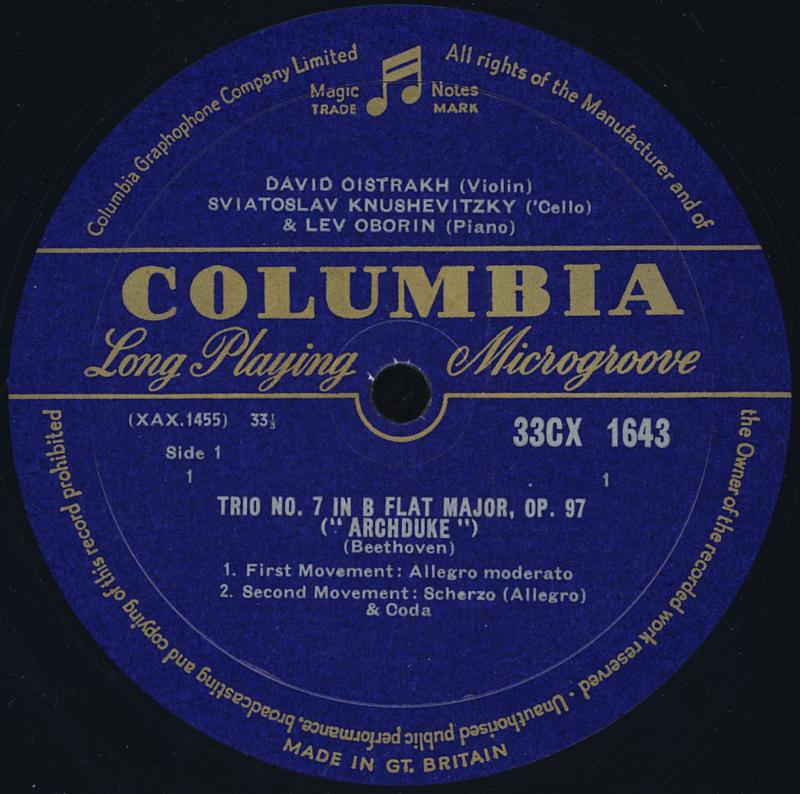 Columbia Graphophone Company Limited
All rights of the Manufacturer and of
the Owner of the recorded work reserved · Unauthorised public performance, broadcasting and copying of this record prohibited
Magic Notes
TRADE MARK
DAVID OISTRAKH (Violin)
SVIATOSLAV KNUSHEVITZKY ('Cello)
& LEV OBORIN (Piano)
COLUMBIA
Long Playing Microgroove
(XAX.1455) 33⅓
33CX 1643
Side 1
1 1
TRIO NO. 7 IN B FLAT MAJOR, OP. 97
("ARCHDUKE")
(Beethoven)
1. First Movement: Allegro moderato
2. Second Movement: Scherzo (Allegro)
& Coda
MADE IN GT. BRITAIN